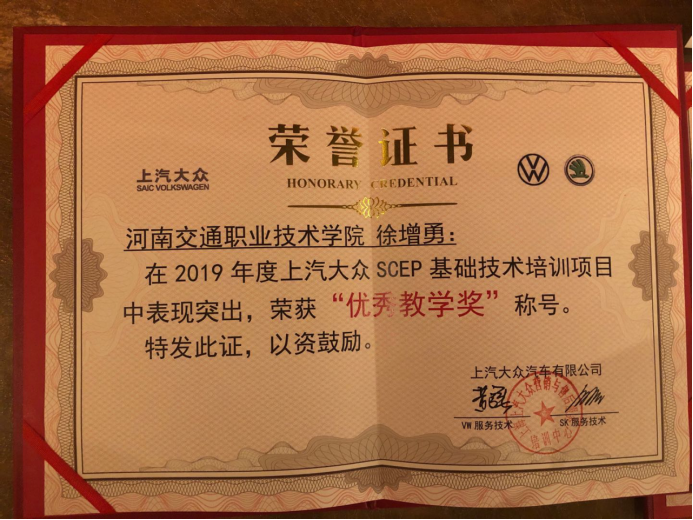 荣誉证书
上汽大众
SAIC VOLKSWAGEN
HONORARY CREDENTIAL
河南交通职业技术学院 徐增勇:
在 2019 年度上汽大众 SCEP 基础技术培训项目
中表现突出，荣获“优秀教学奖”称号。
特发此证，以资鼓励。
上汽大众汽车有限公司
VW 服务技术
SK 服务技术
培训中心